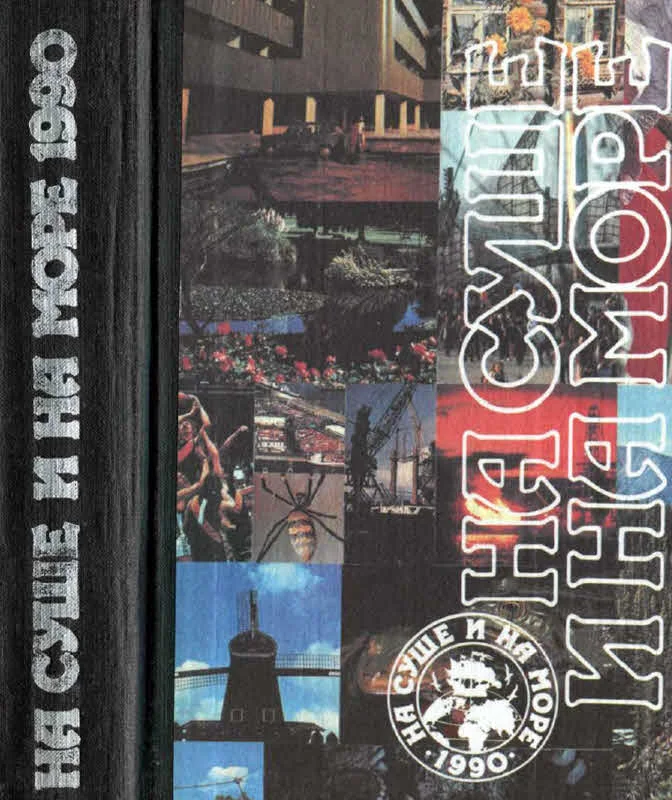 НА СУШЕ И НА МОРЕ 1990
НА СУШЕ
И НА МОРЕ
НА СУШЕ И НА МОРЕ
·1990·